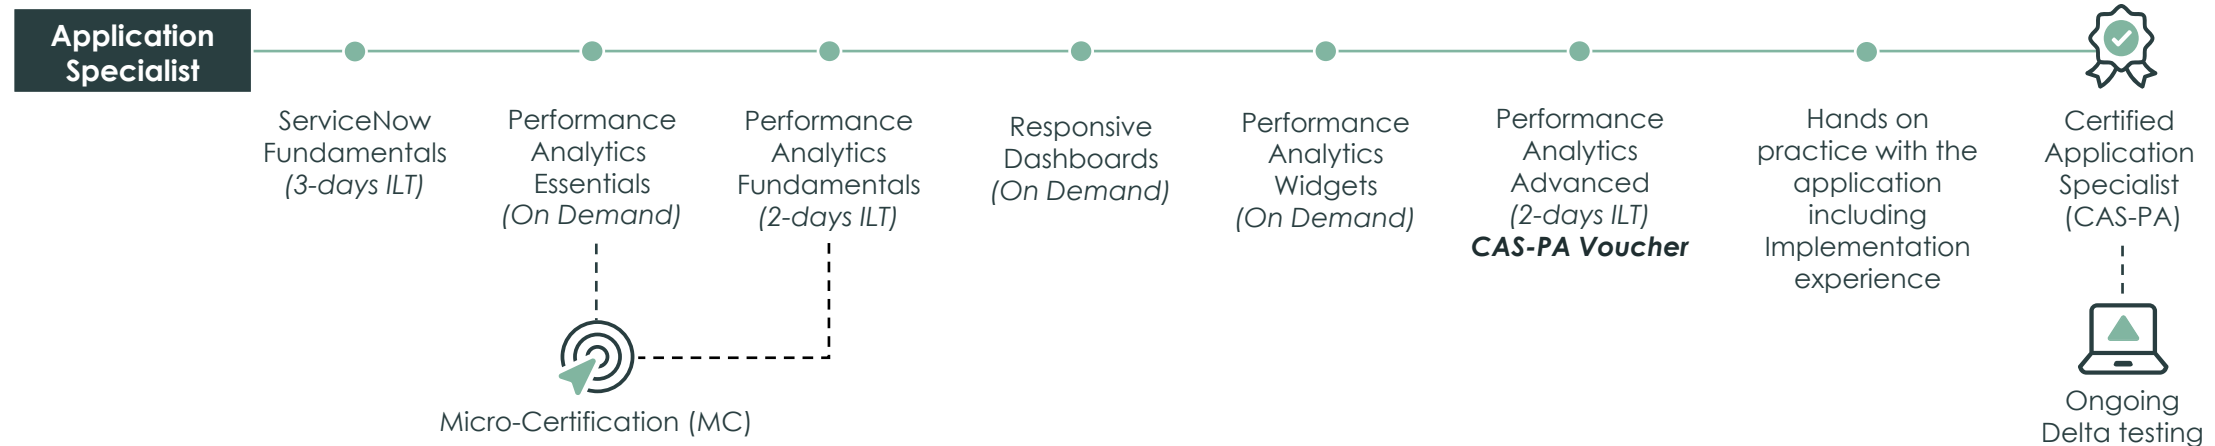 Application
Specialist
ServiceNow
Fundamentals
(3-days ILT)
Performance
Analytics
Essentials
(On Demand)
Performance
Analytics
Fundamentals
(2-days ILT)
Responsive
Dashboards
(On Demand)
Performance
Analytics
Widgets
(On Demand)
Performance
Analytics
Advanced
(2-days ILT)
CAS-PA Voucher
Hands on
practice with the
application
including
Implementation
experience
Certified
Application
Specialist
(CAS-PA)
Micro-Certification (MC)
Ongoing
Delta testing